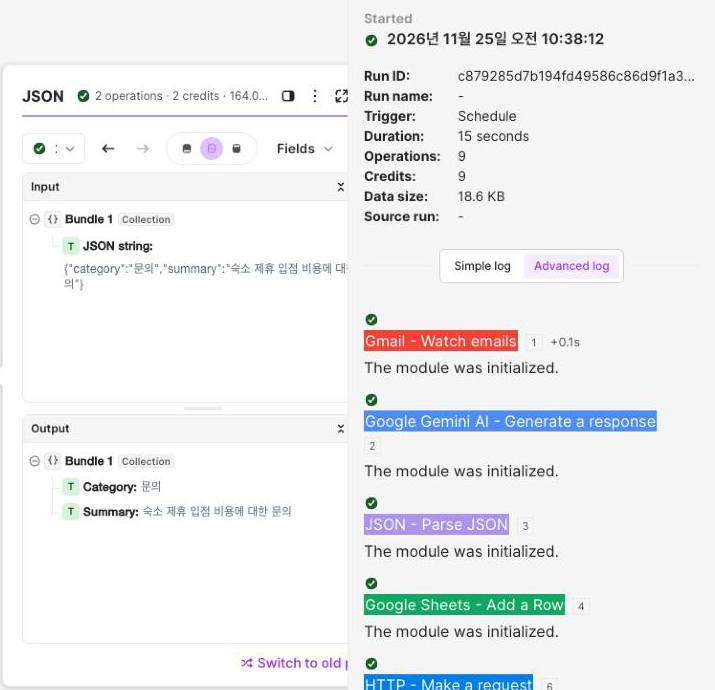 JSON 2 operations · 2 credits · 164.0...
Fields
Input
{} Bundle 1 Collection
T JSON string:
{"category":"문의","summary":"숙소 제휴 입점 비용에 대한
의"}
Output
{} Bundle 1 Collection
T Category: 문의
T Summary: 숙소 제휴 입점 비용에 대한 문의
Switch to old
Started
2026년 11월 25일 오전 10:38:12
Run ID: c879285d7b194fd49586c86d9f1a3...
Run name: -
Trigger: Schedule
Duration: 15 seconds
Operations: 9
Credits: 9
Data size: 18.6 KB
Source run: -
Simple log Advanced log
Gmail - Watch emails 1 +0.1s
The module was initialized.
Google Gemini AI - Generate a response
2
The module was initialized.
JSON - Parse JSON 3
The module was initialized.
Google Sheets - Add a Row 4
The module was initialized.
HTTP - Make a request 6